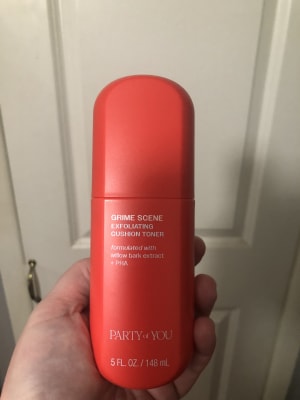 GRIME SCENE
EXFOLIATING
CUSHION TONER
Formulated with
willow bark extract
+ PHA
PARTY of YOU
5 FL. OZ. / 148 mL